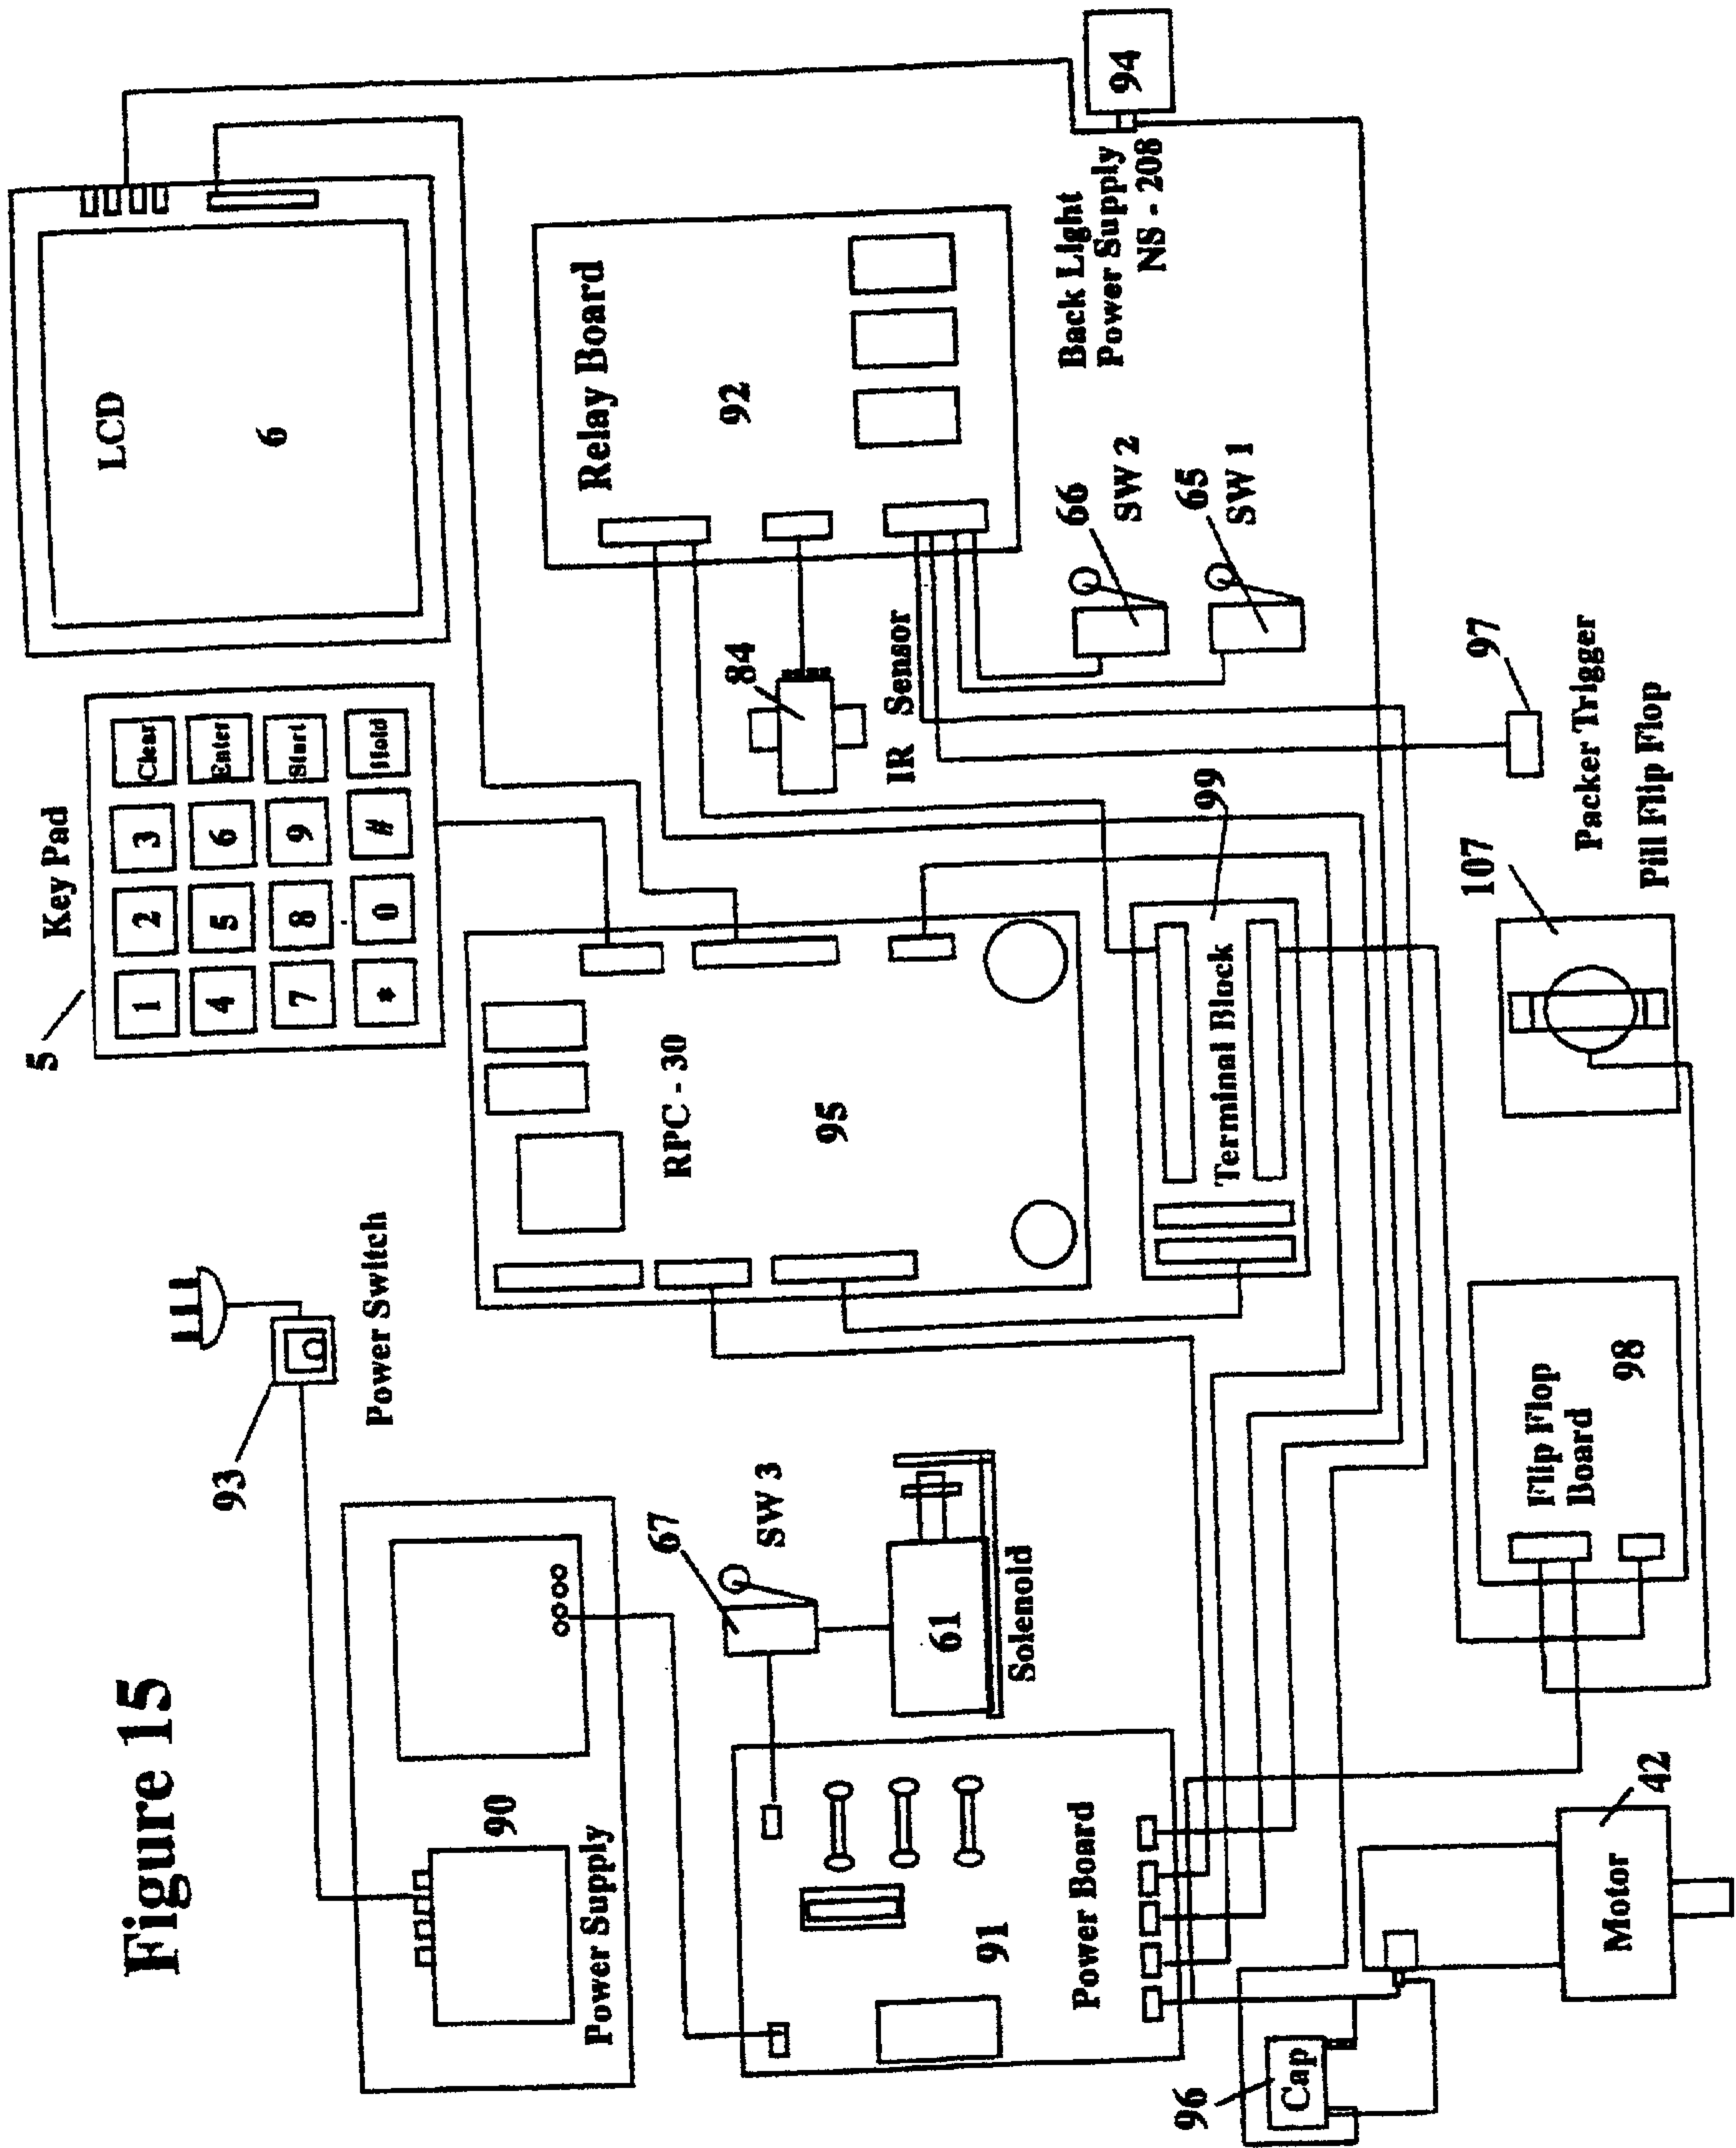 Figure 15
93
Power Switch
5
Key Pad
1 2 3 Clear
4 5 6 Enter
7 8 9 Start
* 0 # Hold
LCD
6
90
Power Supply
67
SW 3
61
Solenoid
91
Power Board
RPC - 30
95
84
IR Sensor
Relay Board
92
66
SW 2
65
SW 1
Back Light
Power Supply
NS - 208
94
99
Terminal Block
96
Cap
42
Motor
Flip Flop
Board
98
107
Pill Flip Flop
97
Packer Trigger